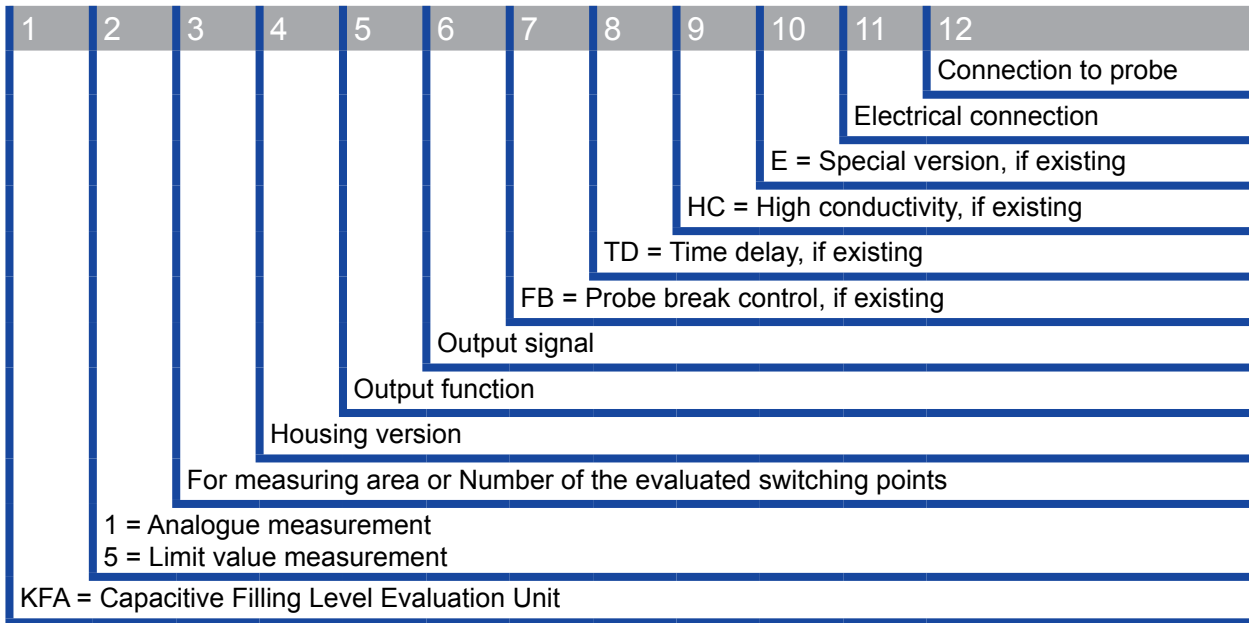 1 2 3 4 5 6 7 8 9 10 11 12
Connection to probe
Electrical connection
E = Special version, if existing
HC = High conductivity, if existing
TD = Time delay, if existing
FB = Probe break control, if existing
Output signal
Output function
Housing version
For measuring area or Number of the evaluated switching points
1 = Analogue measurement
5 = Limit value measurement
KFA = Capacitive Filling Level Evaluation Unit